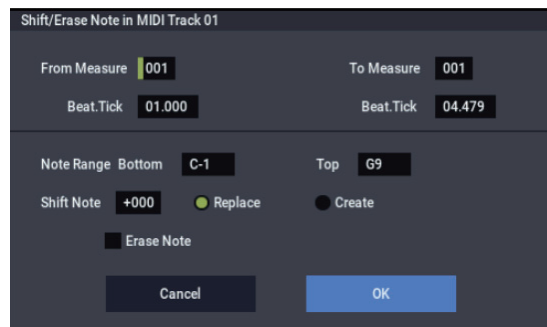 Shift/Erase Note in MIDI Track 01
From Measure 001 To Measure 001
Beat.Tick 01.000 Beat.Tick 04.479
Note Range Bottom C-1 Top G9
Shift Note +000 Replace Create
Erase Note
Cancel OK